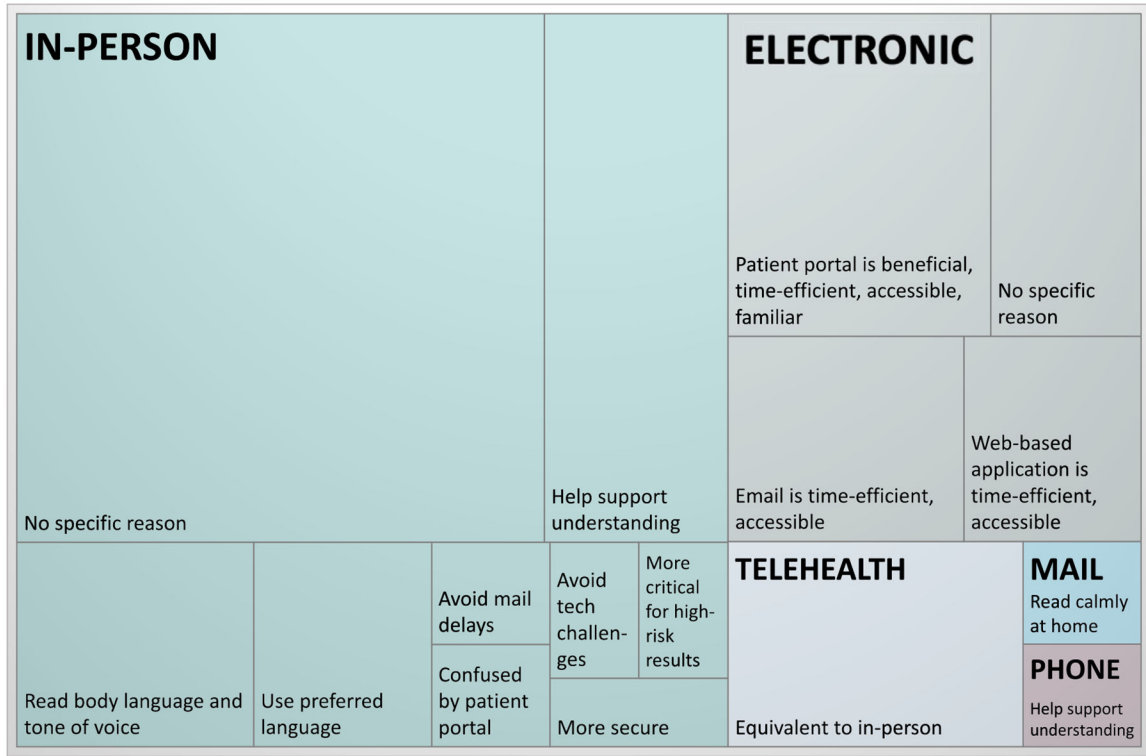 IN-PERSON
No specific reason
Help support
understanding
Read body language and
tone of voice
Use preferred
language
Avoid mail
delays
Confused
by patient
portal
Avoid
tech
challen-
ges
More
critical
for high-
risk
results
More secure
ELECTRONIC
Patient portal is beneficial,
time-efficient, accessible,
familiar
No specific
reason
Email is time-efficient,
accessible
Web-based
application is
time-efficient,
accessible
TELEHEALTH
Equivalent to in-person
MAIL
Read calmly
at home
PHONE
Help support
understanding